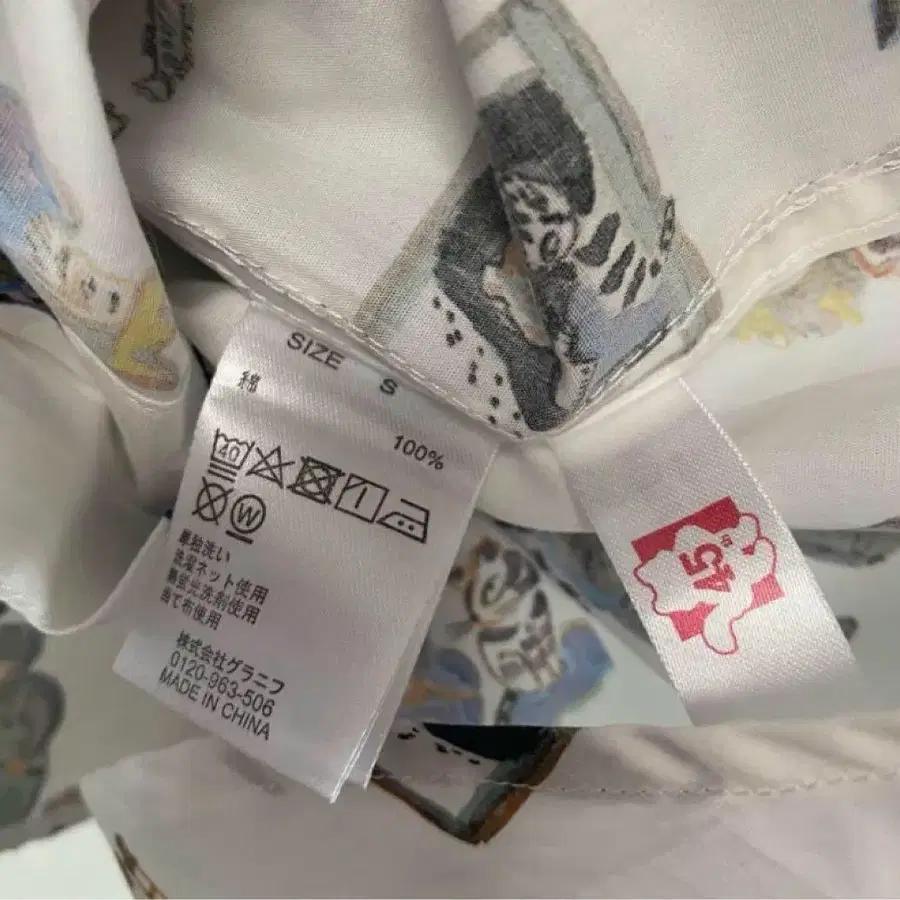 SIZE S
綿 100%
40
W
単独洗い
洗濯ネット使用
無蛍光洗剤使用
当て布使用
株式会社グラニフ
0120-963-506
MADE IN CHINA
45